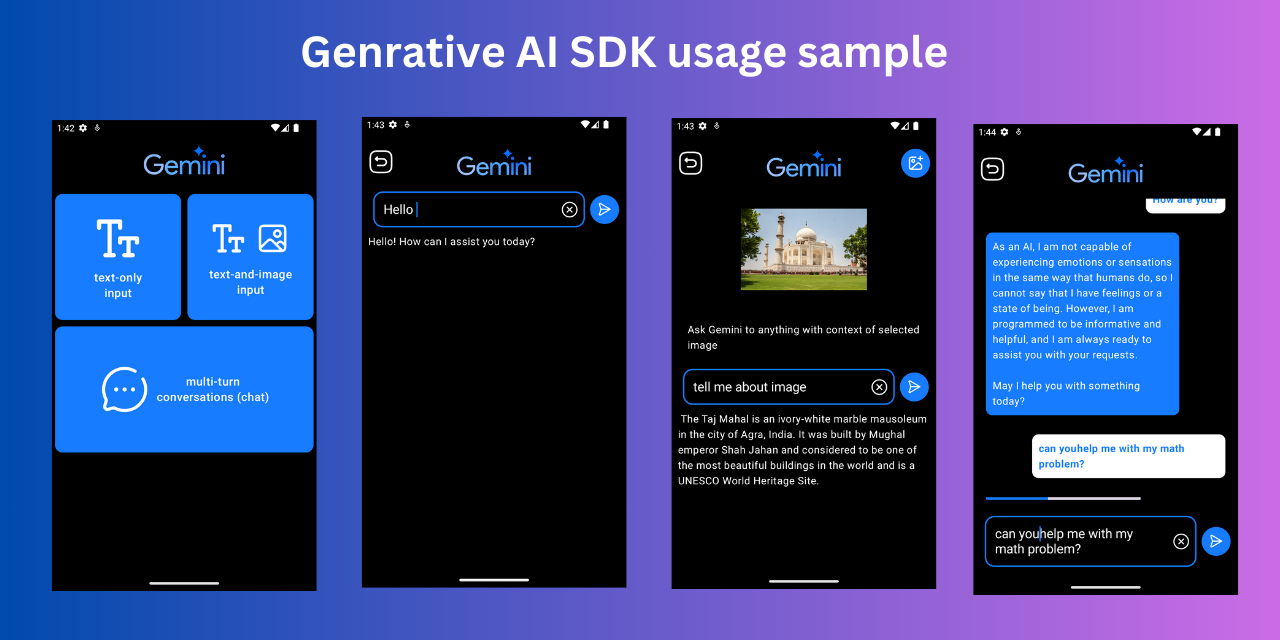 Genrative AI SDK usage sample
1:42
Gemini
text-only
input
text-and-image
input
multi-turn
conversations (chat)
1:43
Gemini
Hello
Hello! How can I assist you today?
1:43
Gemini
Ask Gemini to anything with context of selected
image
tell me about image
The Taj Mahal is an ivory-white marble mausoleum
in the city of Agra, India. It was built by Mughal
emperor Shah Jahan and considered to be one of
the most beautiful buildings in the world and is a
UNESCO World Heritage Site.
1:44
Gemini
How are you?
As an AI, I am not capable of
experiencing emotions or sensations
in the same way that humans do, so I
cannot say that I have feelings or a
state of being. However, I am
programmed to be informative and
helpful, and I am always ready to
assist you with your requests.
May I help you with something
today?
can youhelp me with my math
problem?
can youhelp me with my
math problem?